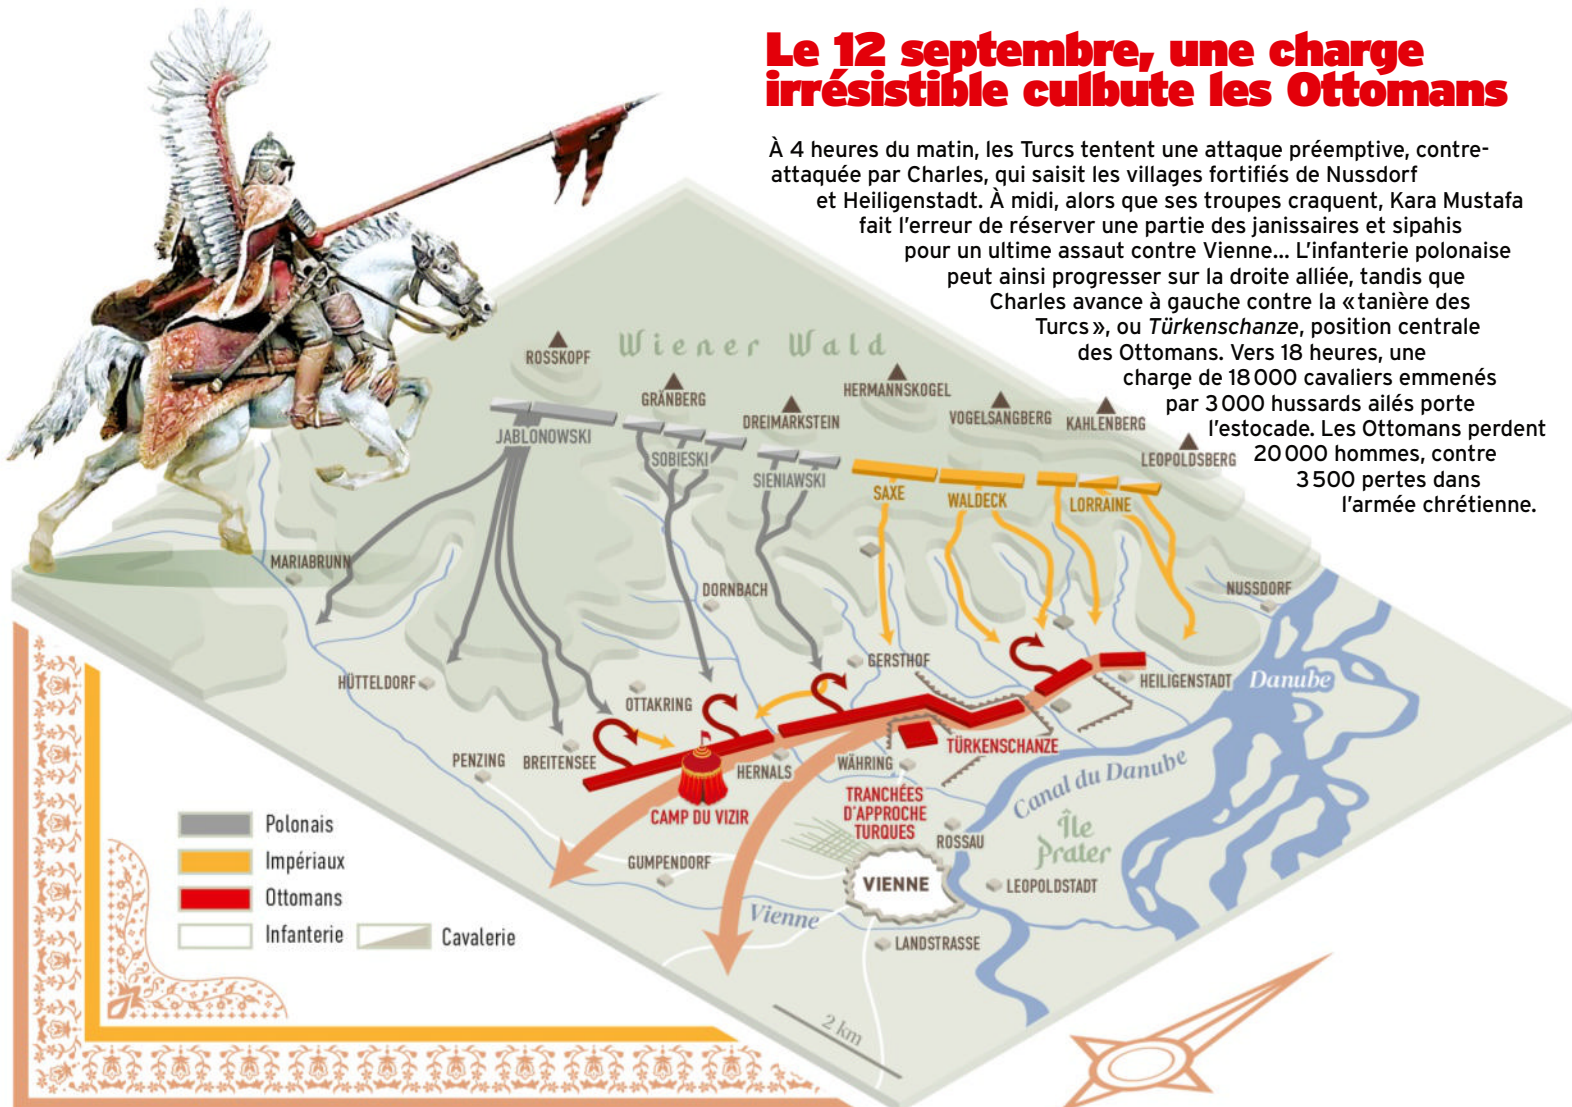 Le 12 septembre, une charge
irrésistible culbute les Ottomans
À 4 heures du matin, les Turcs tentent une attaque préemptive, contre-
attaquée par Charles, qui saisit les villages fortifiés de Nussdorf
et Heiligenstadt. À midi, alors que ses troupes craquent, Kara Mustafa
fait l’erreur de réserver une partie des janissaires et sipahis
pour un ultime assaut contre Vienne... L’infanterie polonaise
peut ainsi progresser sur la droite alliée, tandis que
Charles avance à gauche contre la «tanière des
Turcs», ou Türkenschanze, position centrale
des Ottomans. Vers 18 heures, une
charge de 18 000 cavaliers emmenés
par 3 000 hussards ailés porte
l’estocade. Les Ottomans perdent
20 000 hommes, contre
3 500 pertes dans
l’armée chrétienne.
Wiener Wald
ROSSKOPF
GRÄNBERG
DREIMARKSTEIN
HERMANNSKOGEL
VOGELSANGBERG
KAHLENBERG
LEOPOLDSBERG
JABLONOWSKI
SOBIESKI
SIENIAWSKI
SAXE
WALDECK
LORRAINE
MARIABRUNN
DORNBACH
NUSSDORF
HÜTTELDORF
OTTAKRING
GERSTHOF
HEILIGENSTADT
Danube
PENZING
BREITENSEE
HERNALS
WÄHRING
TÜRKENSCHANZE
CAMP DU VIZIR
TRANCHÉES
D’APPROCHE
TURQUES
Canal du Danube
Île
Prater
ROSSAU
GUMPENDORF
VIENNE
LEOPOLDSTADT
Vienne
LANDSTRASSE
2 km
Polonais
Impériaux
Ottomans
Infanterie
Cavalerie